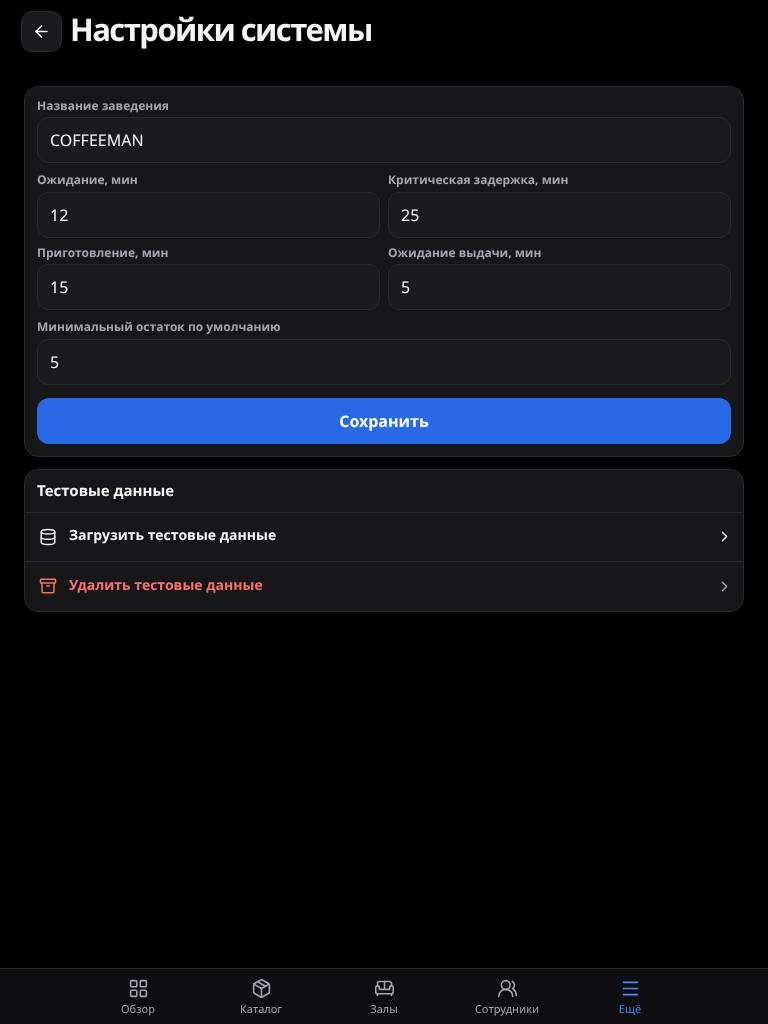 Настройки системы
Название заведения
COFFEEMAN
Ожидание, мин
Критическая задержка, мин
12
25
Приготовление, мин
Ожидание выдачи, мин
15
5
Минимальный остаток по умолчанию
5
Сохранить
Тестовые данные
Загрузить тестовые данные
Удалить тестовые данные
Обзор
Каталог
Залы
Сотрудники
Ещё